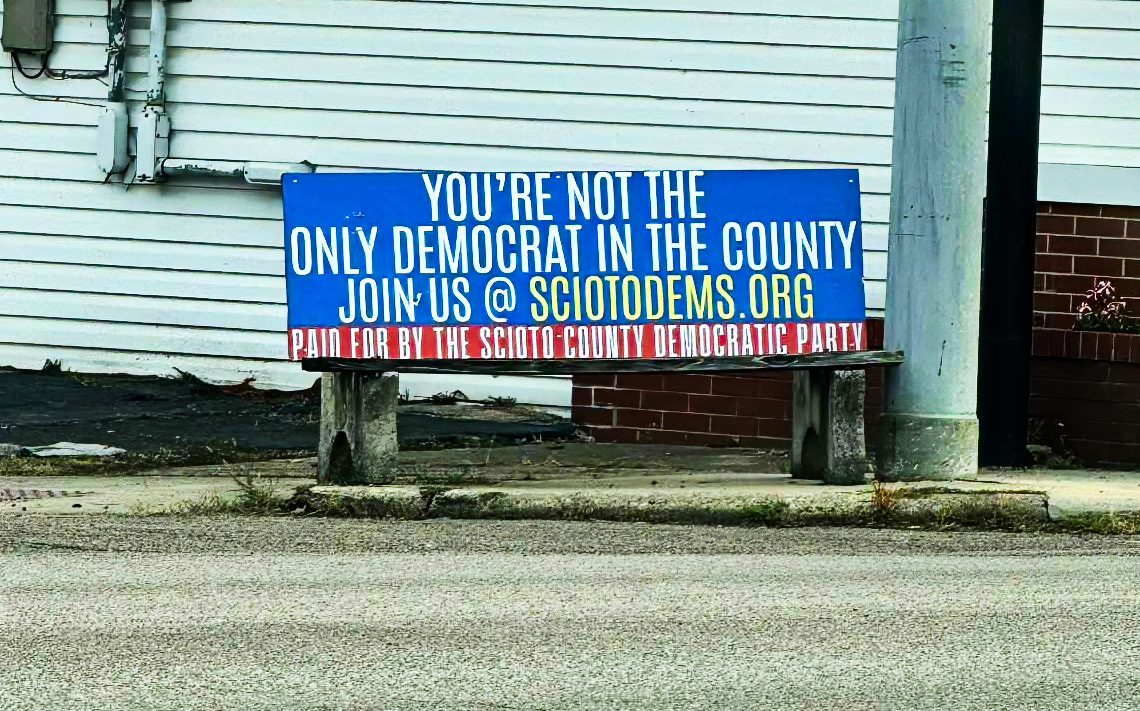 YOU'RE NOT THE
ONLY DEMOCRAT IN THE COUNTY
JOIN US @ SCIOTODEMS.ORG
PAID FOR BY THE SCIOTO COUNTY DEMOCRATIC PARTY